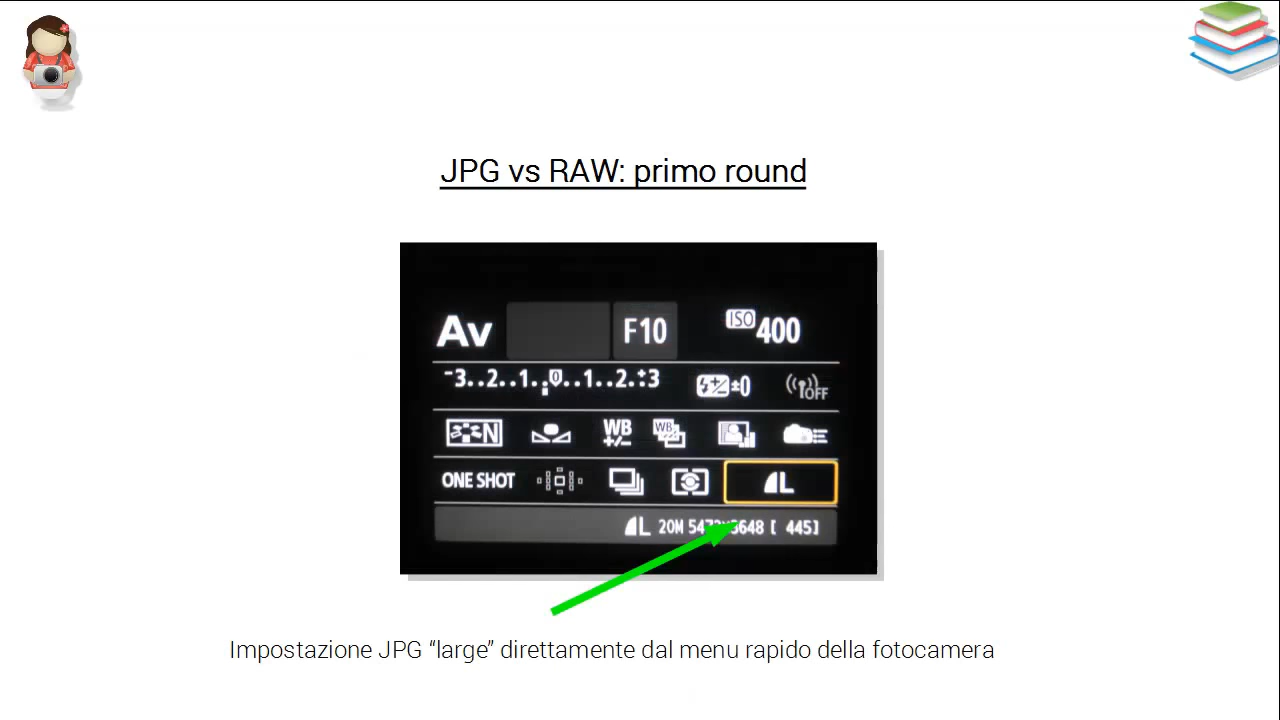 JPG vs RAW: primo round
Av F10 ISO 400
-3..2..1..0..1..2.+3 ±0 OFF
N WB +/- WB
ONE SHOT L
L 20M [ 445]
Impostazione JPG “large” direttamente dal menu rapido della fotocamera